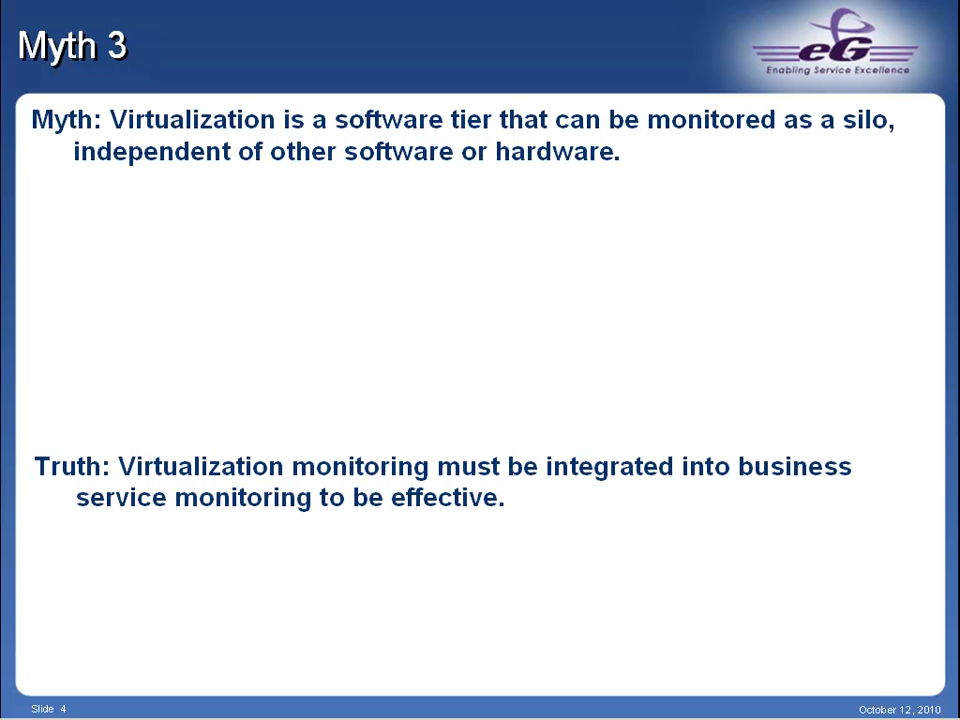 Myth 3
eG
Enabling Service Excellence
Myth: Virtualization is a software tier that can be monitored as a silo,
independent of other software or hardware.
Truth: Virtualization monitoring must be integrated into business
service monitoring to be effective.
Slide 4
October 12, 2010